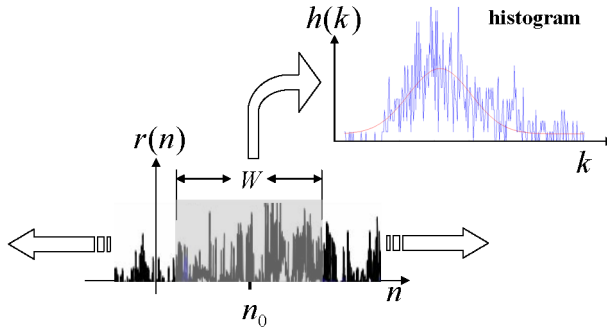 h(k)
histogram
k
r(n)
W
n
n₀